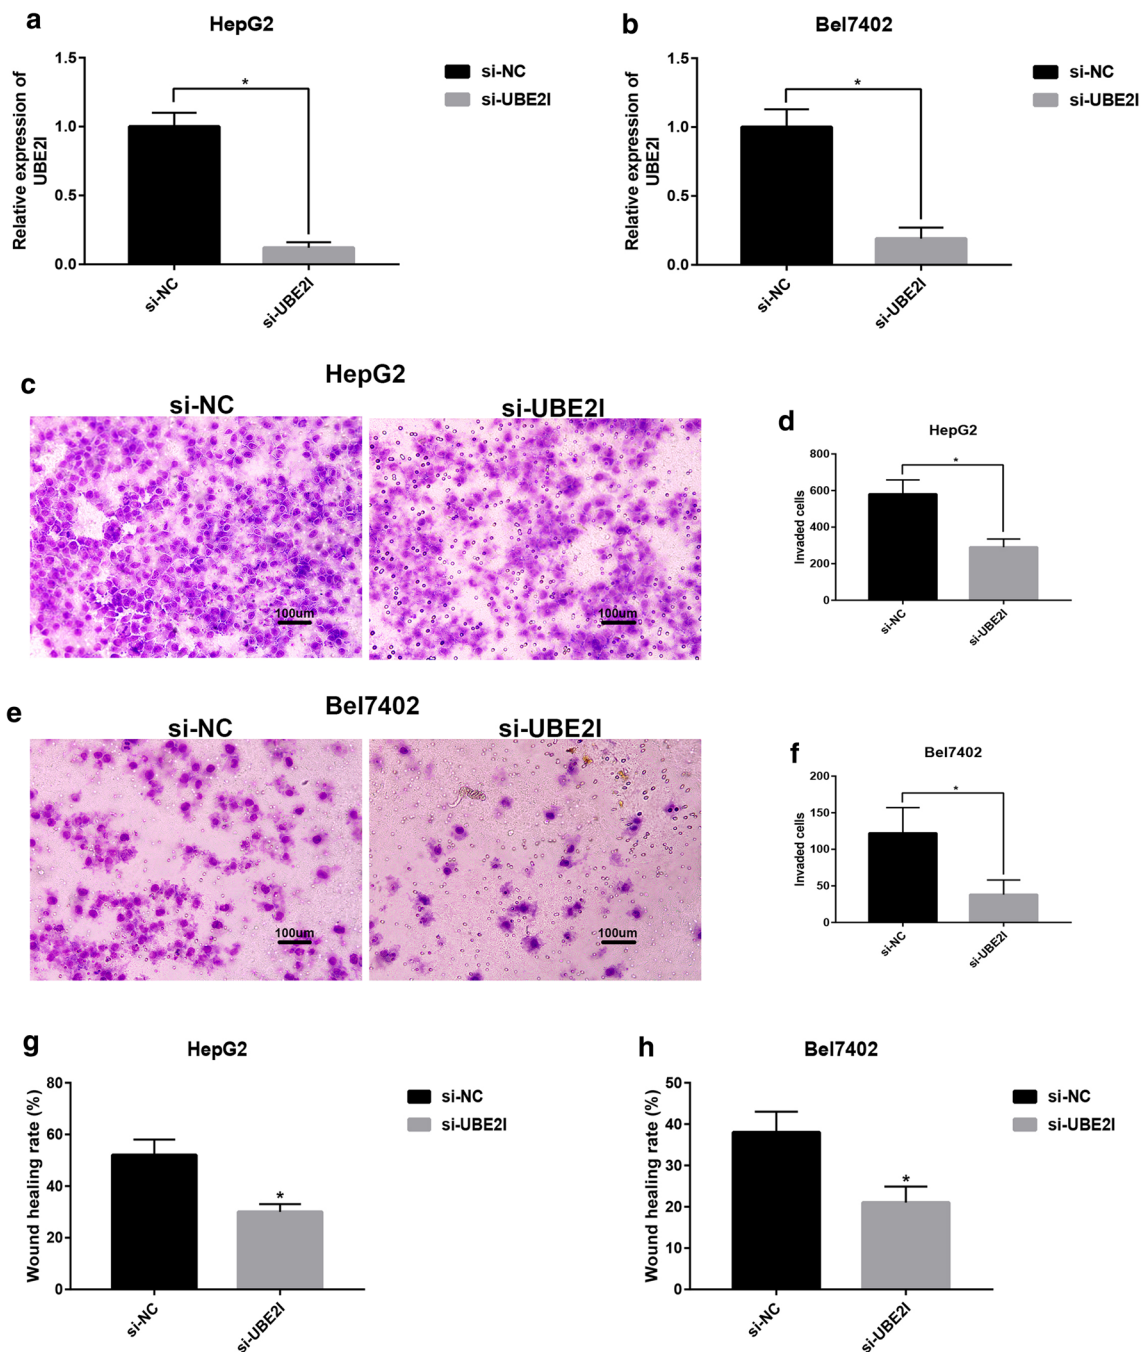 a
HepG2
Relative expression of
UBE2I
1.5
1.0
0.5
0.0
*
si-NC
si-UBE2I
si-NC
si-UBE2I
b
Bel7402
Relative expression of
UBE2I
1.5
1.0
0.5
0.0
*
si-NC
si-UBE2I
si-NC
si-UBE2I
c
HepG2
si-NC
si-UBE2I
100um
100um
d
HepG2
Invaded cells
800
600
400
200
0
*
si-NC
si-UBE2I
e
Bel7402
si-NC
si-UBE2I
100um
100um
f
Bel7402
Invaded cells
200
150
100
50
0
*
si-NC
si-UBE2I
g
HepG2
Wound healing rate (%)
80
60
40
20
0
*
si-NC
si-UBE2I
si-NC
si-UBE2I
h
Bel7402
Wound healing rate (%)
50
40
30
20
10
0
*
si-NC
si-UBE2I
si-NC
si-UBE2I